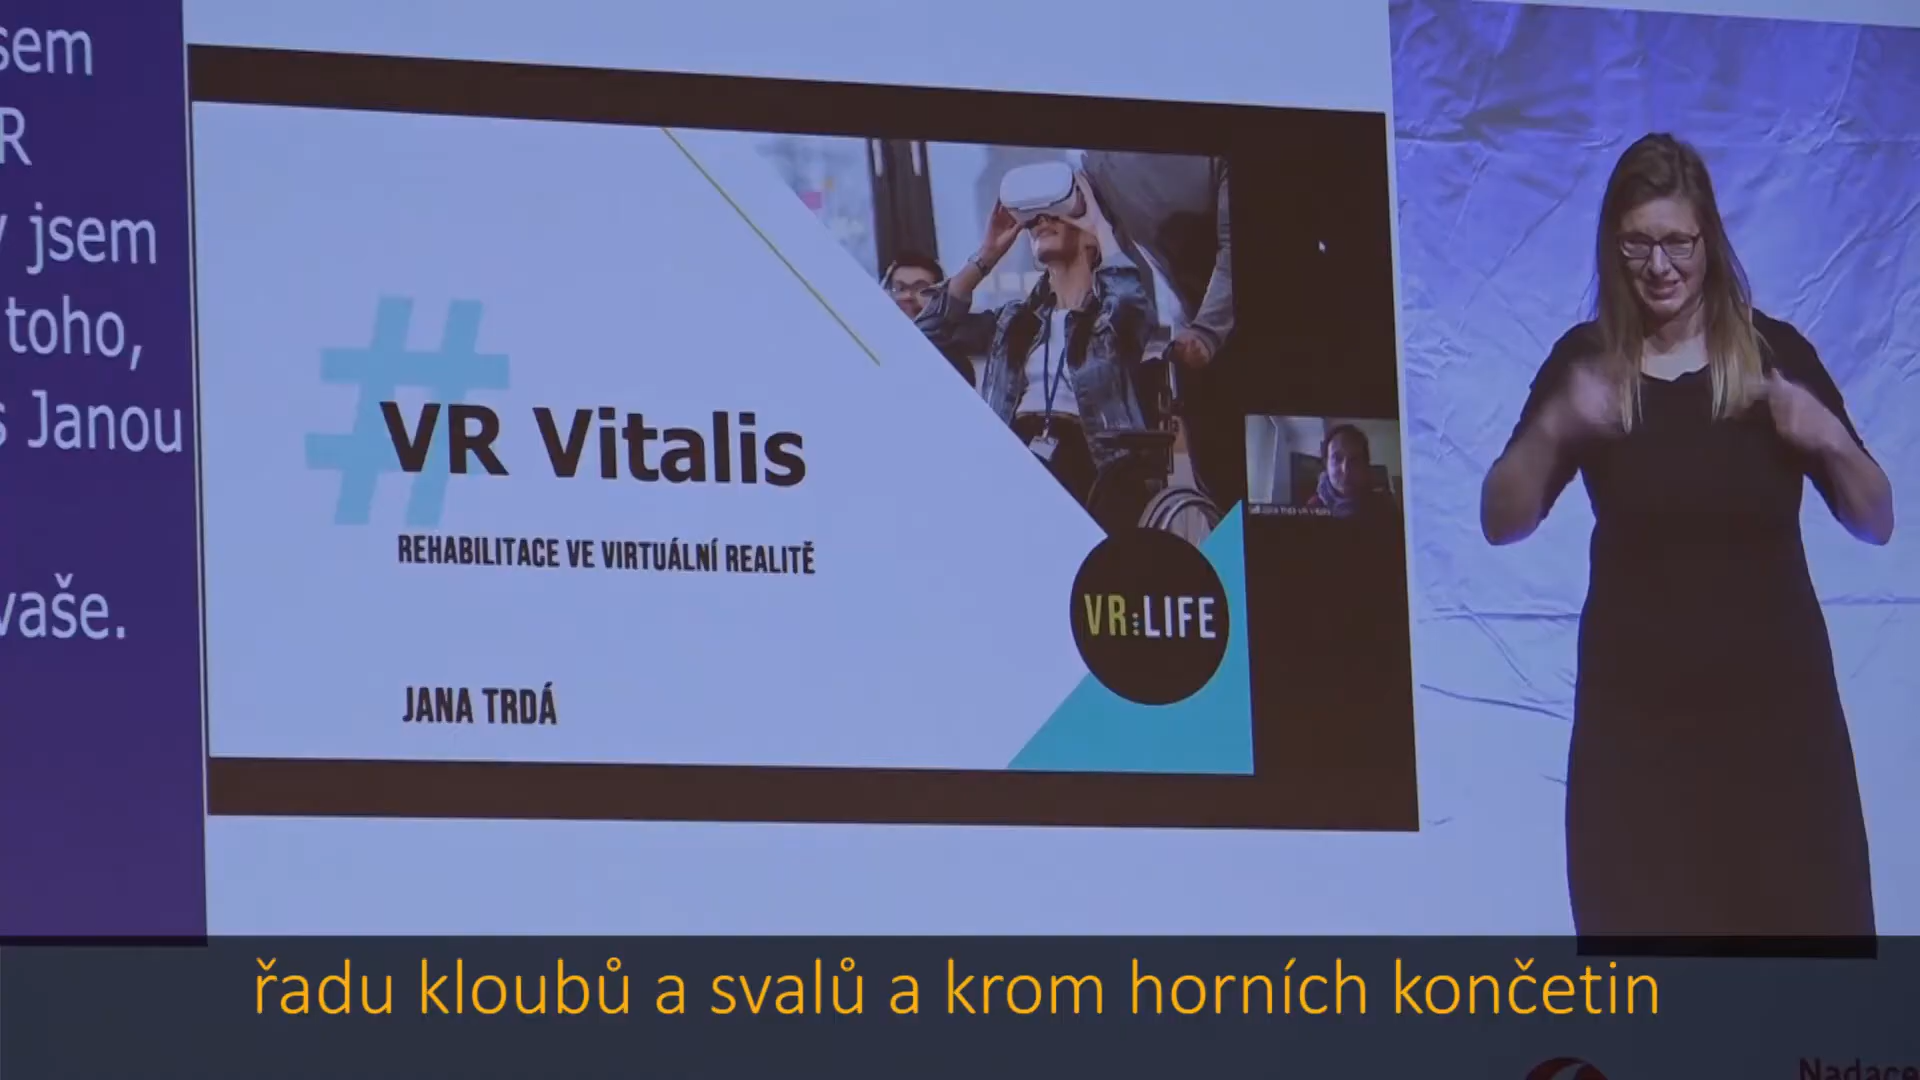 sem
R
jsem
toho,
s Janou
vaše.
#
VR Vitalis
REHABILITACE VE VIRTUÁLNÍ REALITĚ
JANA TRDÁ
VR:LIFE
řadu kloubů a svalů a krom horních končetin
Nadace